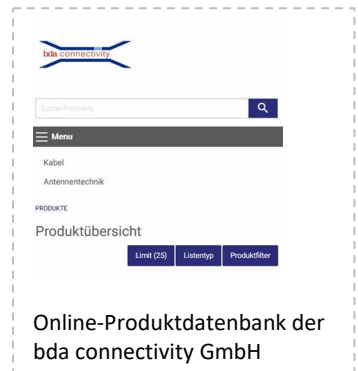 bda connectivity
Suche Produkte
Menu
Kabel
Antennentechnik
PRODUKTE
Produktübersicht
Limit (25) Listentyp Produktfilter
Online-Produktdatenbank der
bda connectivity GmbH